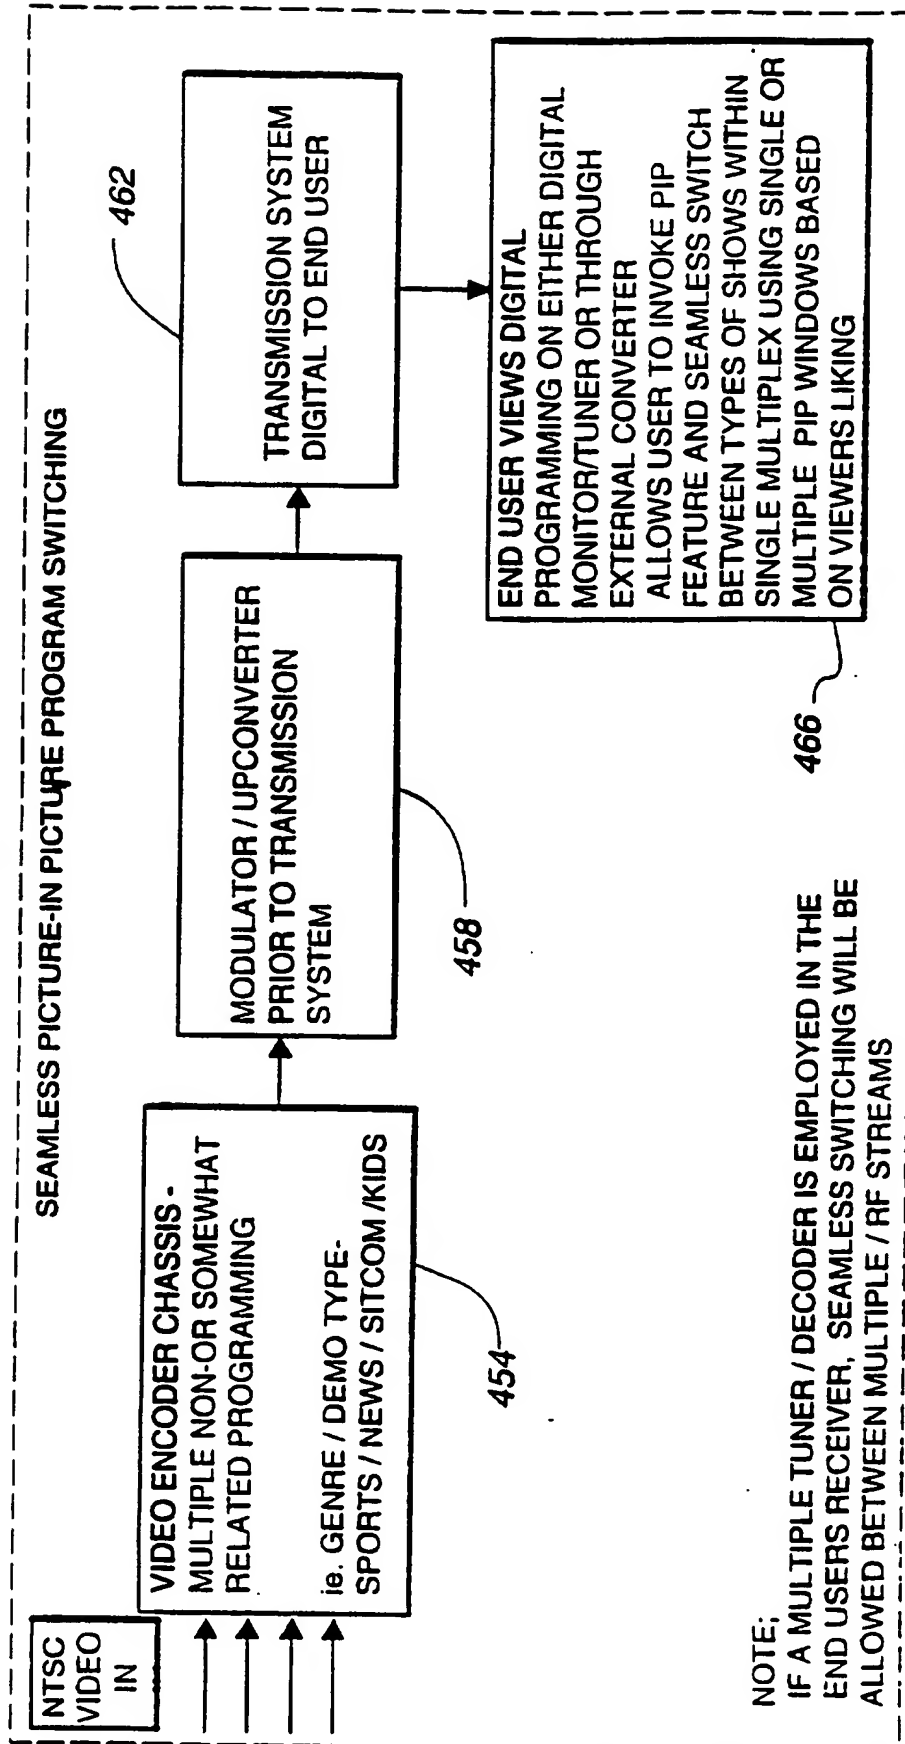 SEAMLESS PICTURE-IN PICTURE PROGRAM SWITCHING
NTSC
VIDEO
IN
VIDEO ENCODER CHASSIS -
MULTIPLE NON-OR SOMEWHAT
RELATED PROGRAMMING
ie. GENRE / DEMO TYPE-
SPORTS / NEWS / SITCOM /KIDS
454
MODULATOR / UPCONVERTER
PRIOR TO TRANSMISSION
SYSTEM
458
TRANSMISSION SYSTEM
DIGITAL TO END USER
462
END USER VIEWS DIGITAL
PROGRAMMING ON EITHER DIGITAL
MONITOR/TUNER OR THROUGH
EXTERNAL CONVERTER
ALLOWS USER TO INVOKE PIP
FEATURE AND SEAMLESS SWITCH
BETWEEN TYPES OF SHOWS WITHIN
SINGLE MULTIPLEX USING SINGLE OR
MULTIPLE PIP WINDOWS BASED
ON VIEWERS LIKING
466
NOTE;
IF A MULTIPLE TUNER / DECODER IS EMPLOYED IN THE
END USERS RECEIVER, SEAMLESS SWITCHING WILL BE
ALLOWED BETWEEN MULTIPLE / RF STREAMS